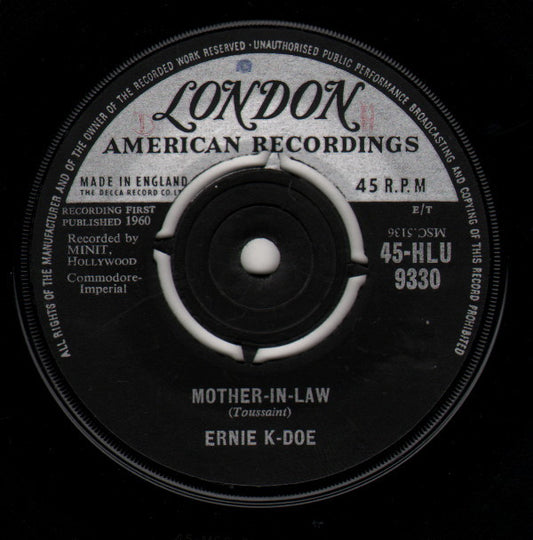 ALL RIGHTS OF THE MANUFACTURER AND OF THE OWNER OF THE RECORDED WORK RESERVED · UNAUTHORISED PUBLIC PERFORMANCE BROADCASTING AND COPYING OF THIS RECORD PROHIBITED
LONDON
AMERICAN RECORDINGS
MADE IN ENGLAND
THE DECCA RECORD CO. L
45 R.P.M
RECORDING FIRST
PUBLISHED 1960
E/T
Recorded by
MINIT,
HOLLYWOOD
MSC.5136
Commodore-
Imperial
45-HLU
9330
MOTHER-IN-LAW
(Toussaint)
ERNIE K-DOE